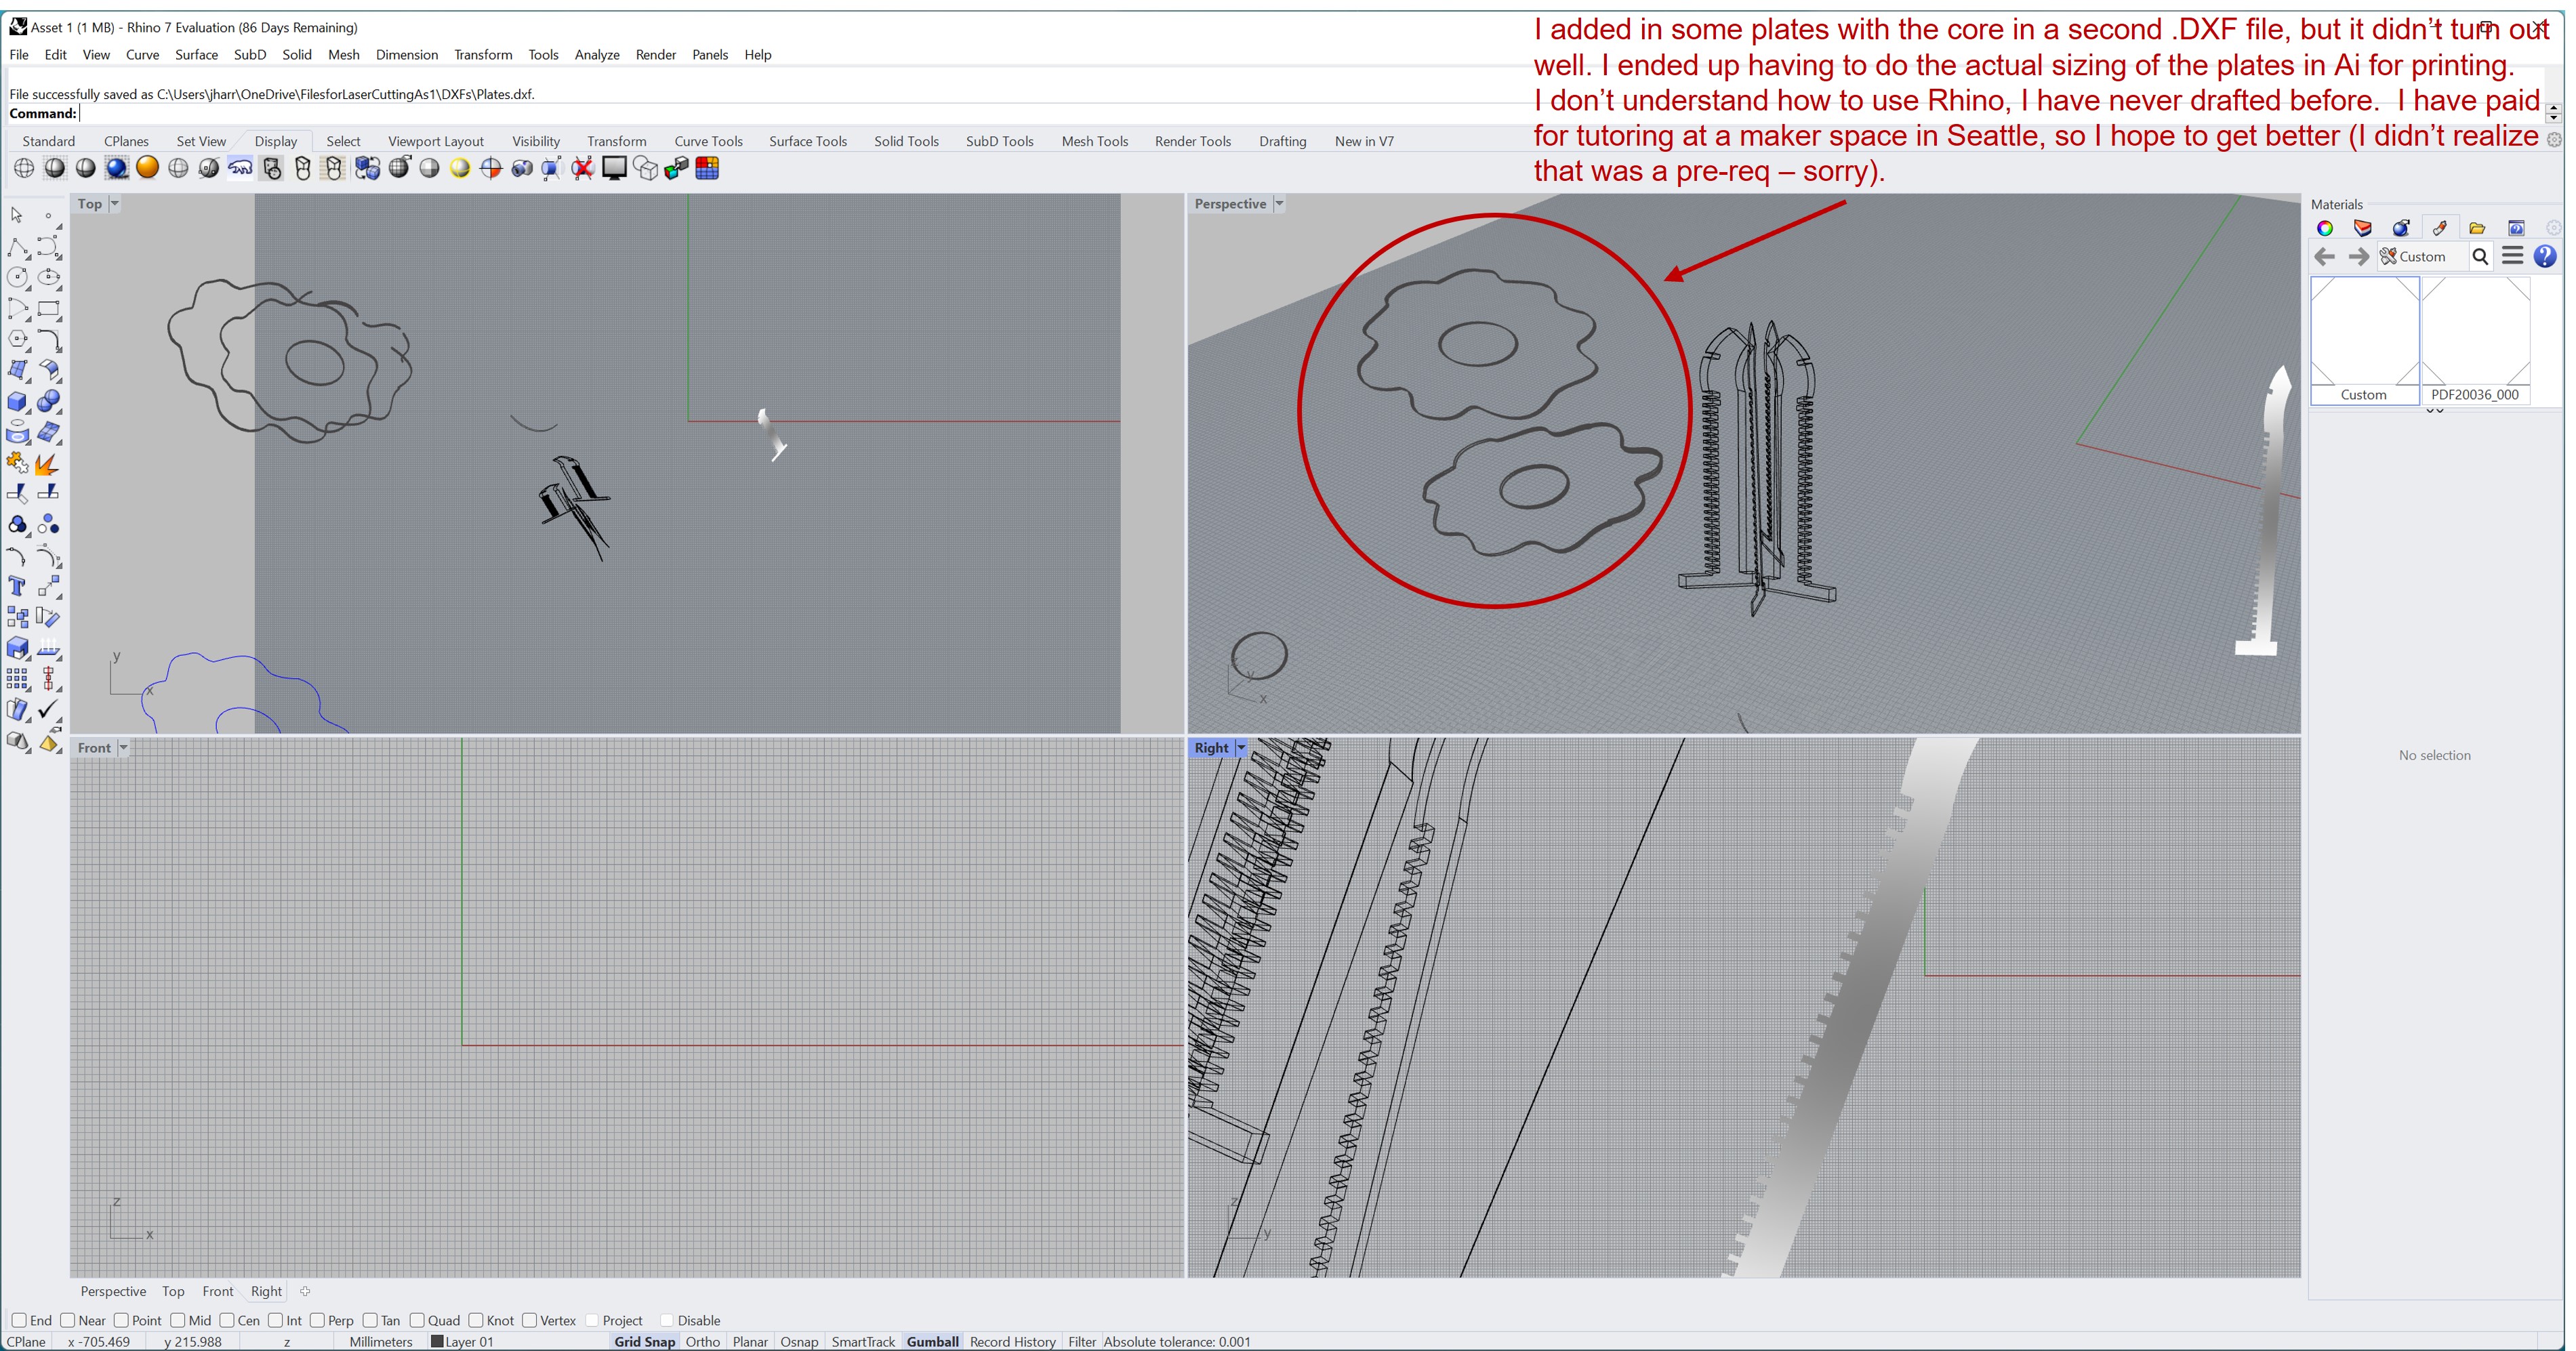 Asset 1 (1 MB) - Rhino 7 Evaluation (86 Days Remaining)
I added in some plates with the core in a second .DXF file, but it didn’t turn out
well. I ended up having to do the actual sizing of the plates in Ai for printing.
I don’t understand how to use Rhino, I have never drafted before.  I have paid
for tutoring at a maker space in Seattle, so I hope to get better (I didn’t realize
that was a pre-req – sorry).
File Edit View Curve Surface SubD Solid Mesh Dimension Transform Tools Analyze Render Panels Help
File successfully saved as C:\Users\jharr\OneDrive\FilesforLaserCuttingAs1\DXFs\Plates.dxf.
Command:
Standard CPlanes Set View Display Select Viewport Layout Visibility Transform Curve Tools Surface Tools Solid Tools SubD Tools Mesh Tools Render Tools Drafting New in V7
Top
y
x
Perspective
y
x
Materials
Custom
Custom PDF20036_000
No selection
Front
z
x
Right
z
y
Perspective Top Front Right
End Near Point Mid Cen Int Perp Tan Quad Knot Vertex Project Disable
CPlane x -705.469 y 215.988 z Millimeters Layer 01 Grid Snap Ortho Planar Osnap SmartTrack Gumball Record History Filter Absolute tolerance: 0.001